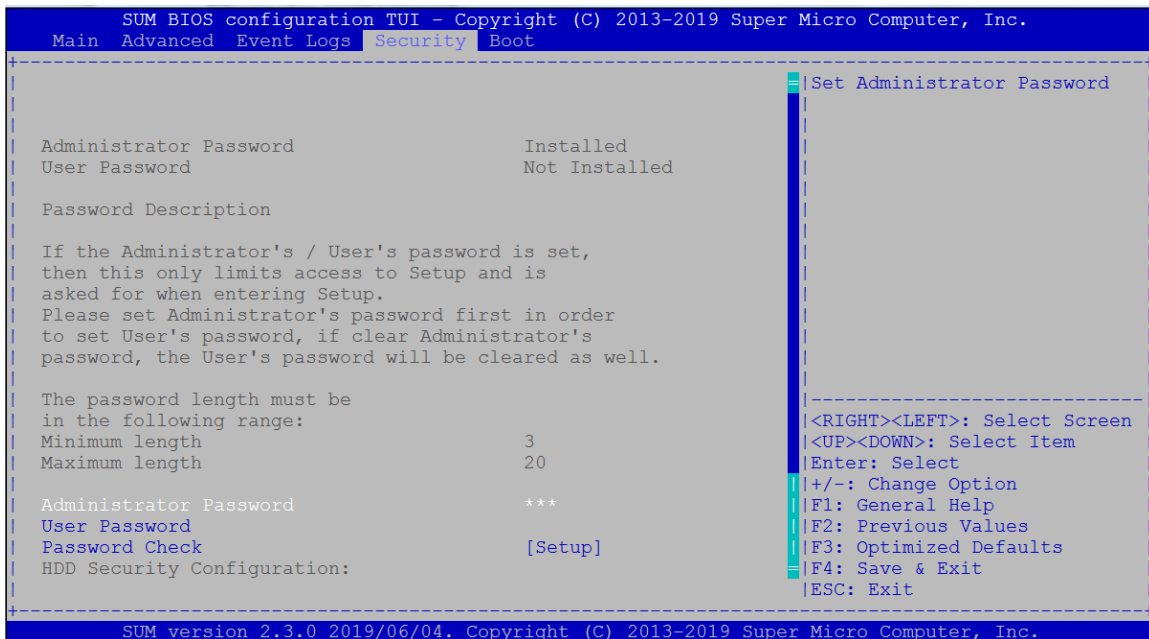 SUM BIOS configuration TUI - Copyright (C) 2013-2019 Super Micro Computer, Inc.
Main Advanced Event Logs Security Boot
Set Administrator Password
Administrator Password Installed
User Password Not Installed
Password Description
If the Administrator's / User's password is set,
then this only limits access to Setup and is
asked for when entering Setup.
Please set Administrator's password first in order
to set User's password, if clear Administrator's
password, the User's password will be cleared as well.
The password length must be
in the following range:
Minimum length 3
Maximum length 20
Administrator Password ***
User Password
Password Check [Setup]
HDD Security Configuration:
<RIGHT><LEFT>: Select Screen
<UP><DOWN>: Select Item
Enter: Select
+/-: Change Option
F1: General Help
F2: Previous Values
F3: Optimized Defaults
F4: Save & Exit
ESC: Exit
SUM version 2.3.0 2019/06/04. Copyright (C) 2013-2019 Super Micro Computer, Inc.